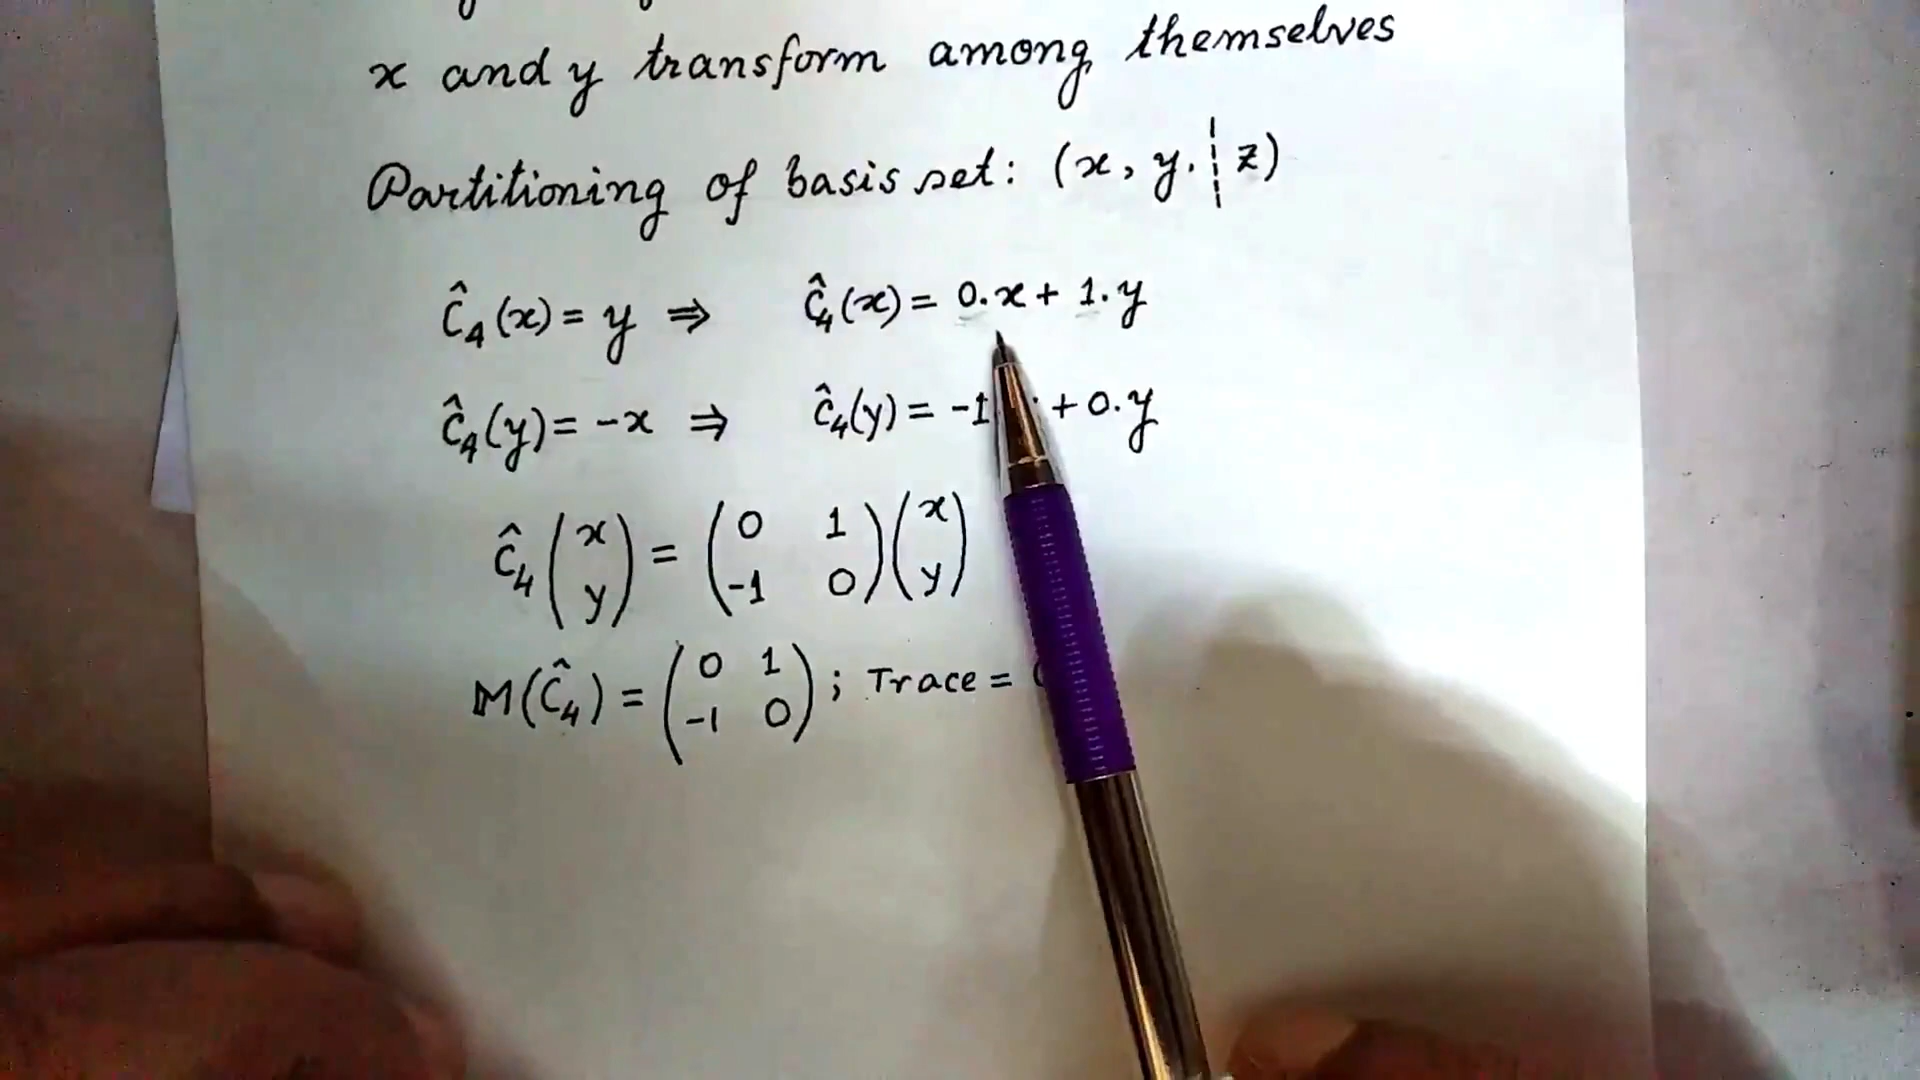 x and y transform among themselves
Partitioning of basis set: (x, y. ¦ z)
Ĉ₄(x) = y ⇒ Ĉ₄(x) = 0.x + 1.y
Ĉ₄(y) = -x ⇒ Ĉ₄(y) = -1 + 0.y
Ĉ₄ (x y) = (0 1 -1 0) (x y)
M(Ĉ₄) = (0 1 -1 0) ; Trace =